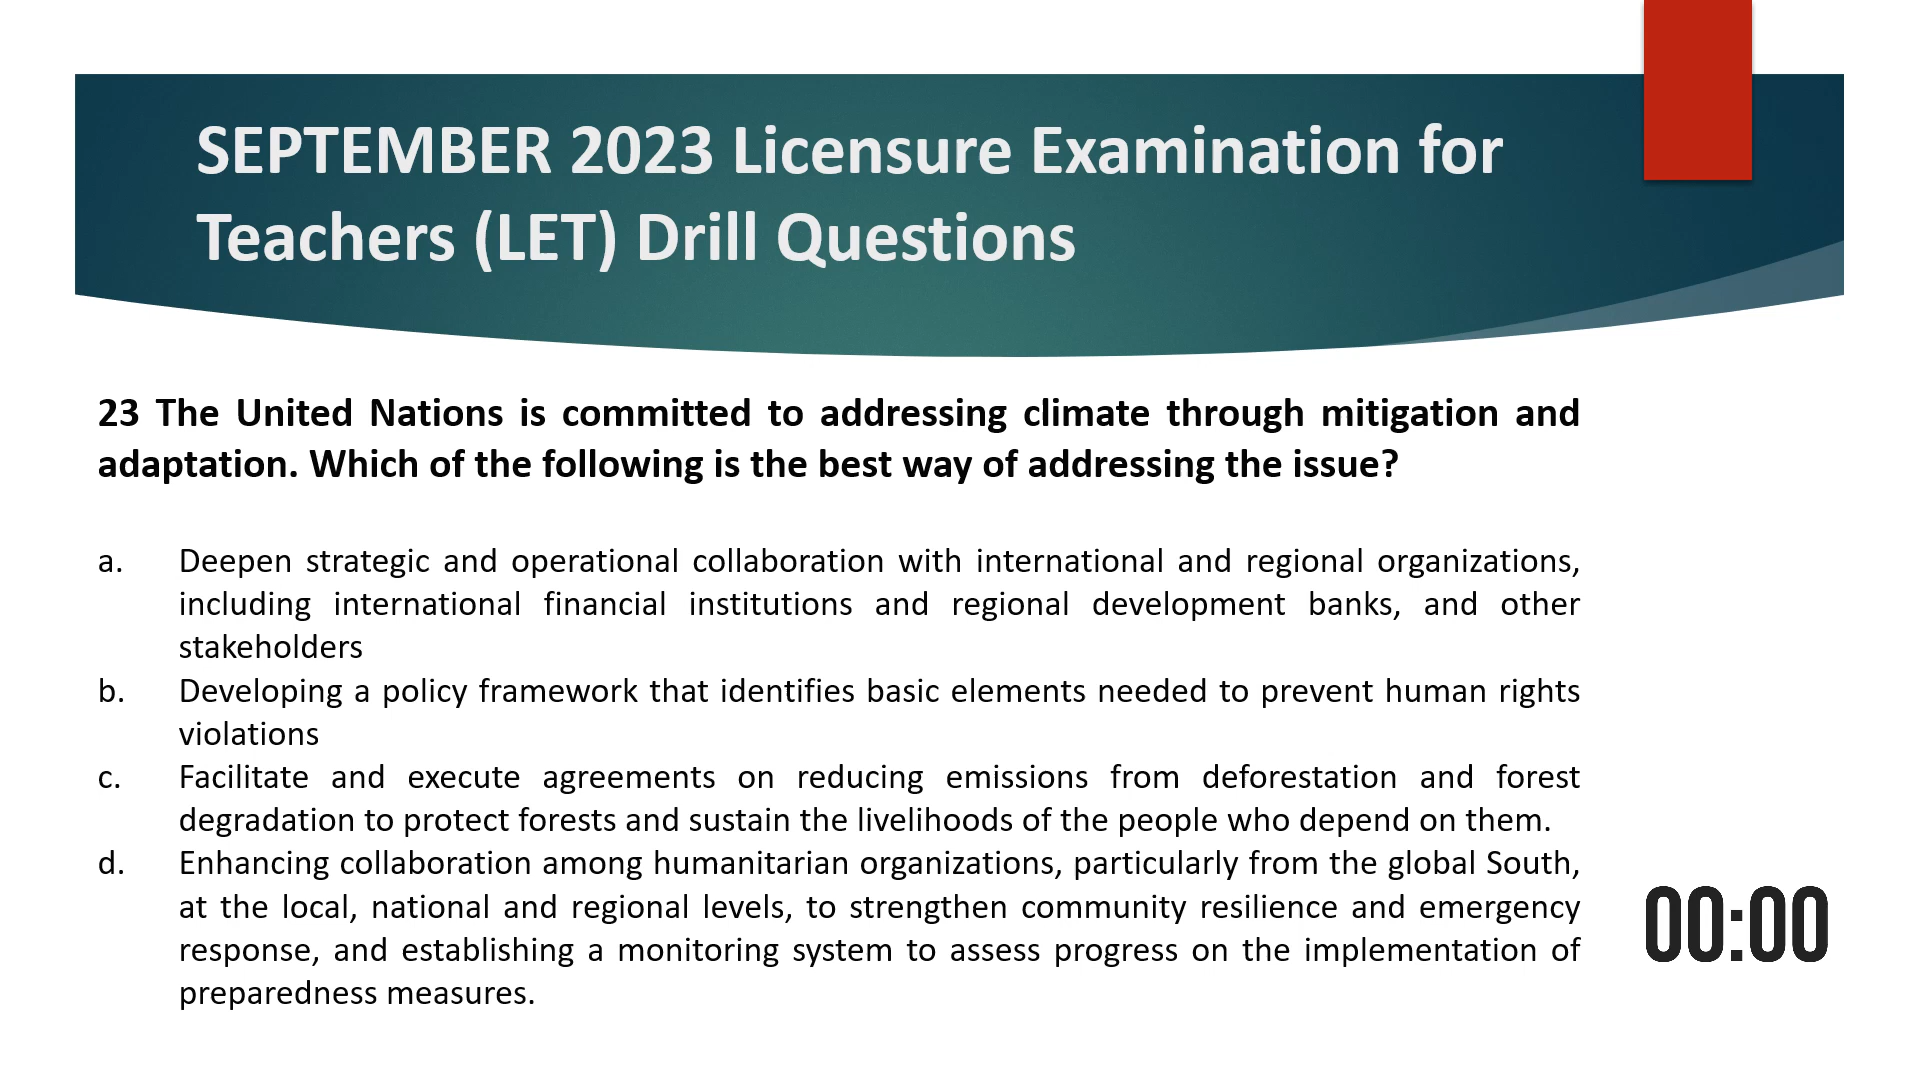 SEPTEMBER 2023 Licensure Examination for
Teachers (LET) Drill Questions
23 The United Nations is committed to addressing climate through mitigation and
adaptation. Which of the following is the best way of addressing the issue?
a. Deepen strategic and operational collaboration with international and regional organizations,
including international financial institutions and regional development banks, and other
stakeholders
b. Developing a policy framework that identifies basic elements needed to prevent human rights
violations
c. Facilitate and execute agreements on reducing emissions from deforestation and forest
degradation to protect forests and sustain the livelihoods of the people who depend on them.
d. Enhancing collaboration among humanitarian organizations, particularly from the global South,
at the local, national and regional levels, to strengthen community resilience and emergency
response, and establishing a monitoring system to assess progress on the implementation of
preparedness measures.
00:00